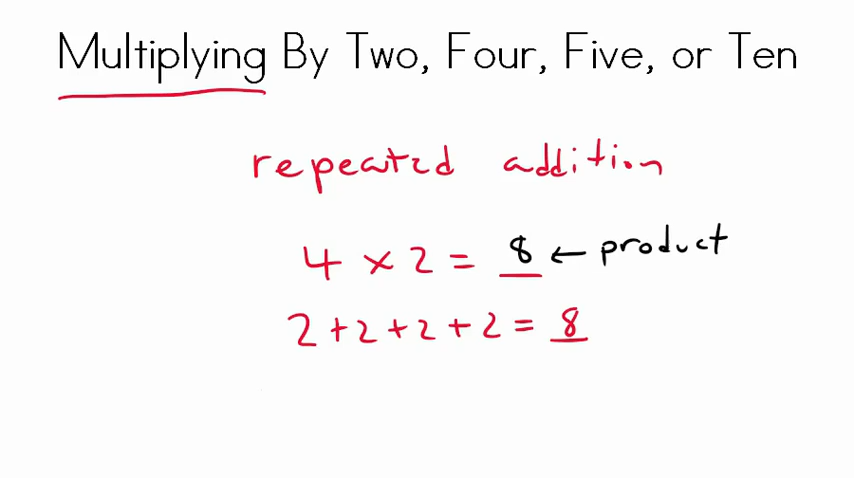 Multiplying By Two, Four, Five, or Ten
repeated addition
4 × 2 = 8 ← product
2 + 2 + 2 + 2 = 8